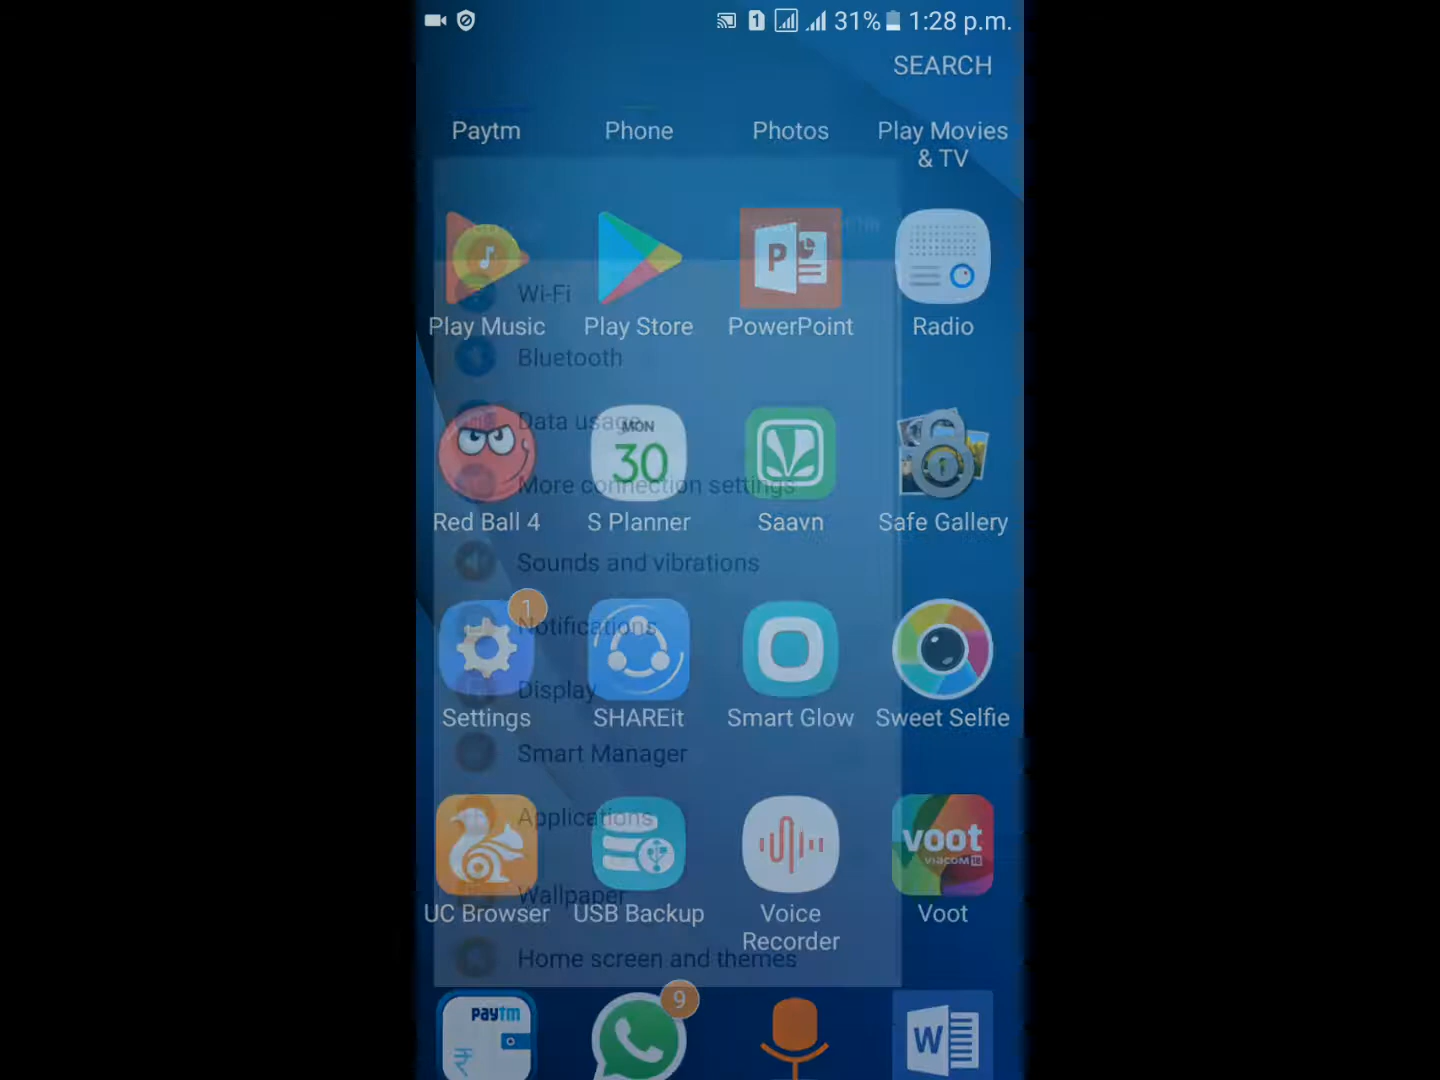 1 31% 1:28 p.m.
SEARCH
Paytm Phone Photos Play Movies
& TV
Wi-Fi
Play Music Play Store PowerPoint Radio
Bluetooth
Data usage
MON
30
More connection settings
Red Ball 4 S Planner Saavn Safe Gallery
Sounds and vibrations
1
Notifications
Display
Settings SHAREit Smart Glow Sweet Selfie
Smart Manager
Applications
voot
VIACOM 18
Wallpaper
UC Browser USB Backup Voice
Recorder
Voot
Home screen and themes
9
paytm
W